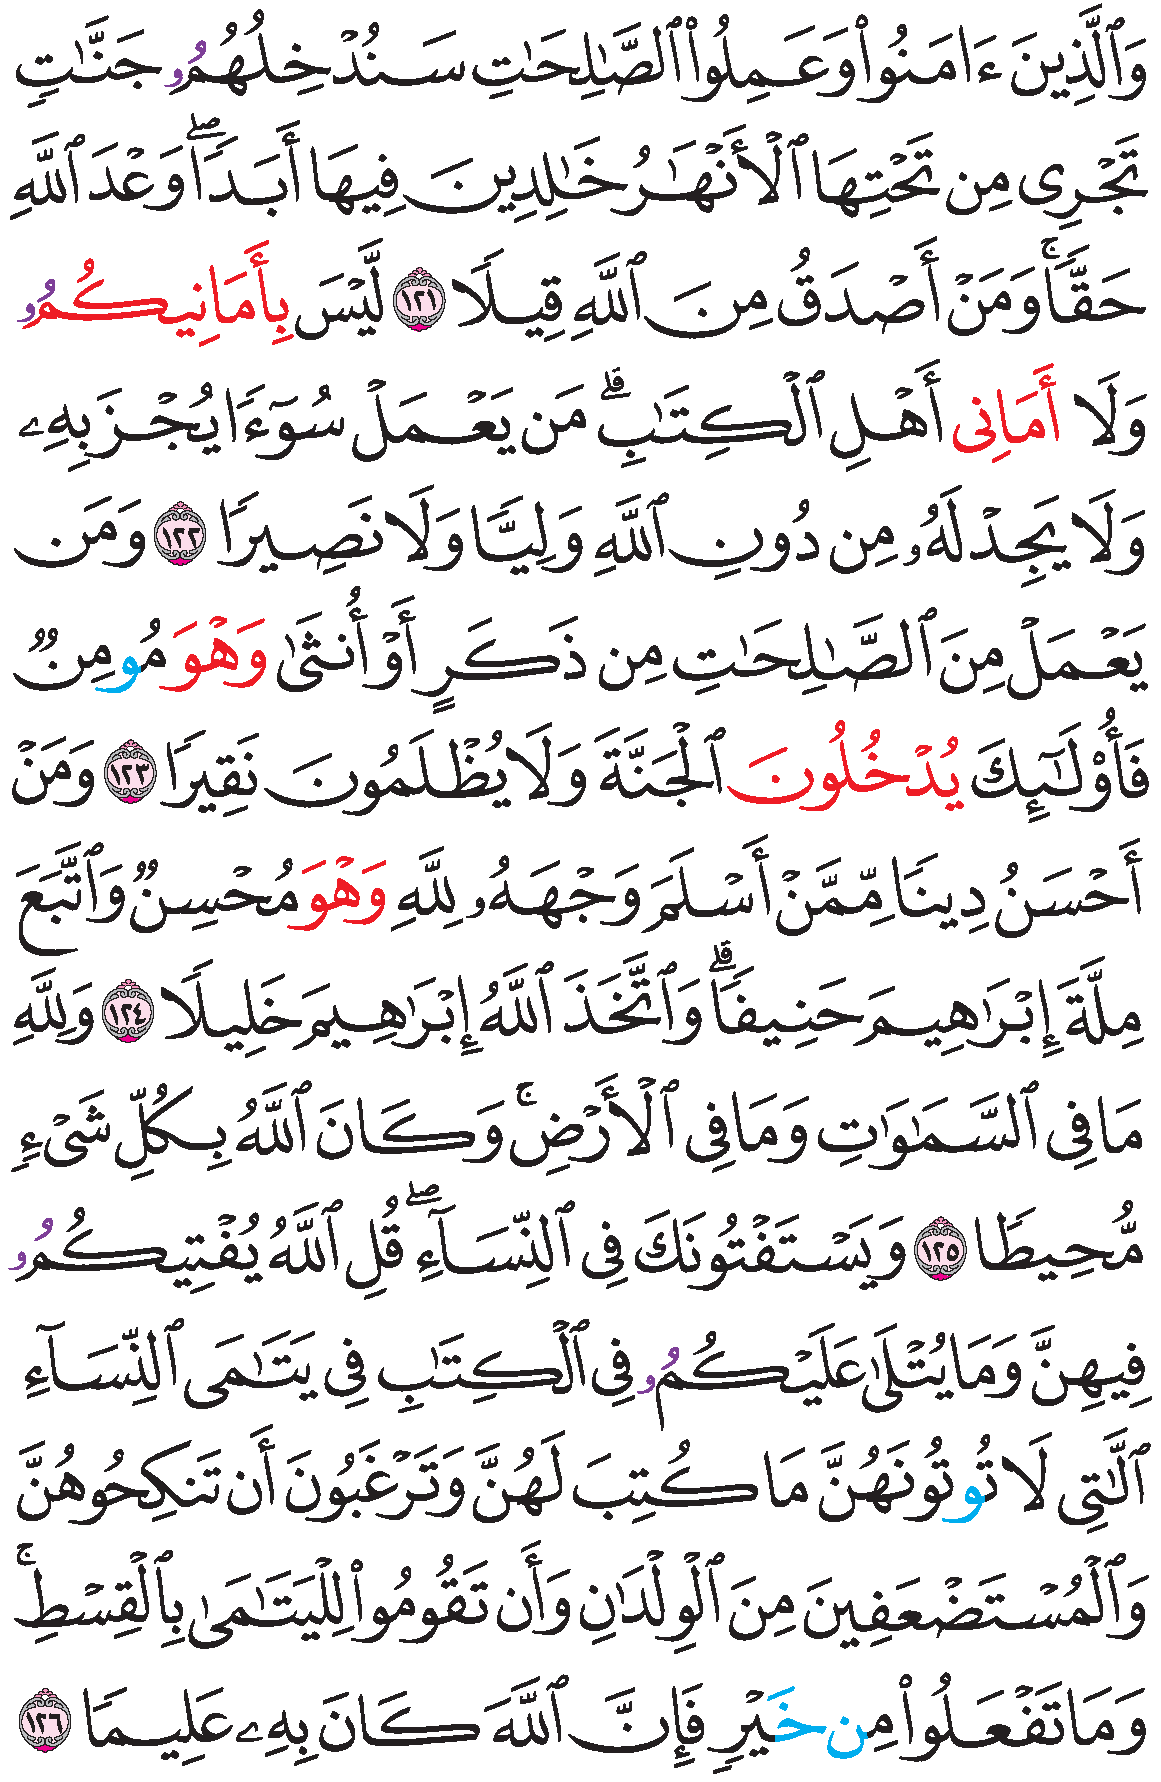 وَٱلَّذِينَ ءَامَنُواْ وَعَمِلُواْ ٱلصَّٰلِحَٰتِ سَنُدْخِلُهُمُۥ جَنَّٰتٖ
تَجْرِى مِن تَحْتِهَا ٱلْأَنْهَٰرُ خَٰلِدِينَ فِيهَا أَبَدٗاۖ وَعْدَ ٱللَّهِ
حَقّٗاۚ وَمَنْ أَصْدَقُ مِنَ ٱللَّهِ قِيلٗا ١٢١ لَّيْسَ بِأَمَانِيكُمُۥ
وَلَا أَمَانِى أَهْلِ ٱلْكِتَٰبِۗ مَن يَعْمَلْ سُوٓءٗا يُجْزَ بِهِۦ
وَلَا يَجِدْ لَهُۥ مِن دُونِ ٱللَّهِ وَلِيّٗا وَلَا نَصِيرٗا ١٢٢ وَمَن
يَعْمَلْ مِنَ ٱلصَّٰلِحَٰتِ مِن ذَكَرٍ أَوْ أُنثَىٰ وَهْوَ مُومِنٞ
فَأُوْلَٰٓئِكَ يُدْخَلُونَ ٱلْجَنَّةَ وَلَا يُظْلَمُونَ نَقِيرٗا ١٢٣ وَمَنْ
أَحْسَنُ دِينٗا مِّمَّنْ أَسْلَمَ وَجْهَهُۥ لِلَّهِ وَهْوَ مُحْسِنٞ وَٱتَّبَعَ
مِلَّةَ إِبْرَٰهِيمَ حَنِيفٗاۗ وَٱتَّخَذَ ٱللَّهُ إِبْرَٰهِيمَ خَلِيلٗا ١٢٤ وَلِلَّهِ
مَا فِى ٱلسَّمَٰوَٰتِ وَمَا فِى ٱلْأَرْضِۚ وَكَانَ ٱللَّهُ بِكُلِّ شَىْءٖ
مُّحِيطٗا ١٢٥ وَيَسْتَفْتُونَكَ فِى ٱلنِّسَآءِۖ قُلِ ٱللَّهُ يُفْتِيكُمُۥ
فِيهِنَّ وَمَا يُتْلَىٰ عَلَيْكُمُۥ فِى ٱلْكِتَٰبِ فِى يَتَٰمَى ٱلنِّسَآءِ
ٱلَّٰتِى لَا تُوتُونَهُنَّ مَا كُتِبَ لَهُنَّ وَتَرْغَبُونَ أَن تَنكِحُوهُنَّ
وَٱلْمُسْتَضْعَفِينَ مِنَ ٱلْوِلْدَٰنِ وَأَن تَقُومُواْ لِلْيَتَٰمَىٰ بِٱلْقِسْطِۚ
وَمَا تَفْعَلُواْ مِن خَيْرٖ فَإِنَّ ٱللَّهَ كَانَ بِهِۦ عَلِيمٗا ١٢٦